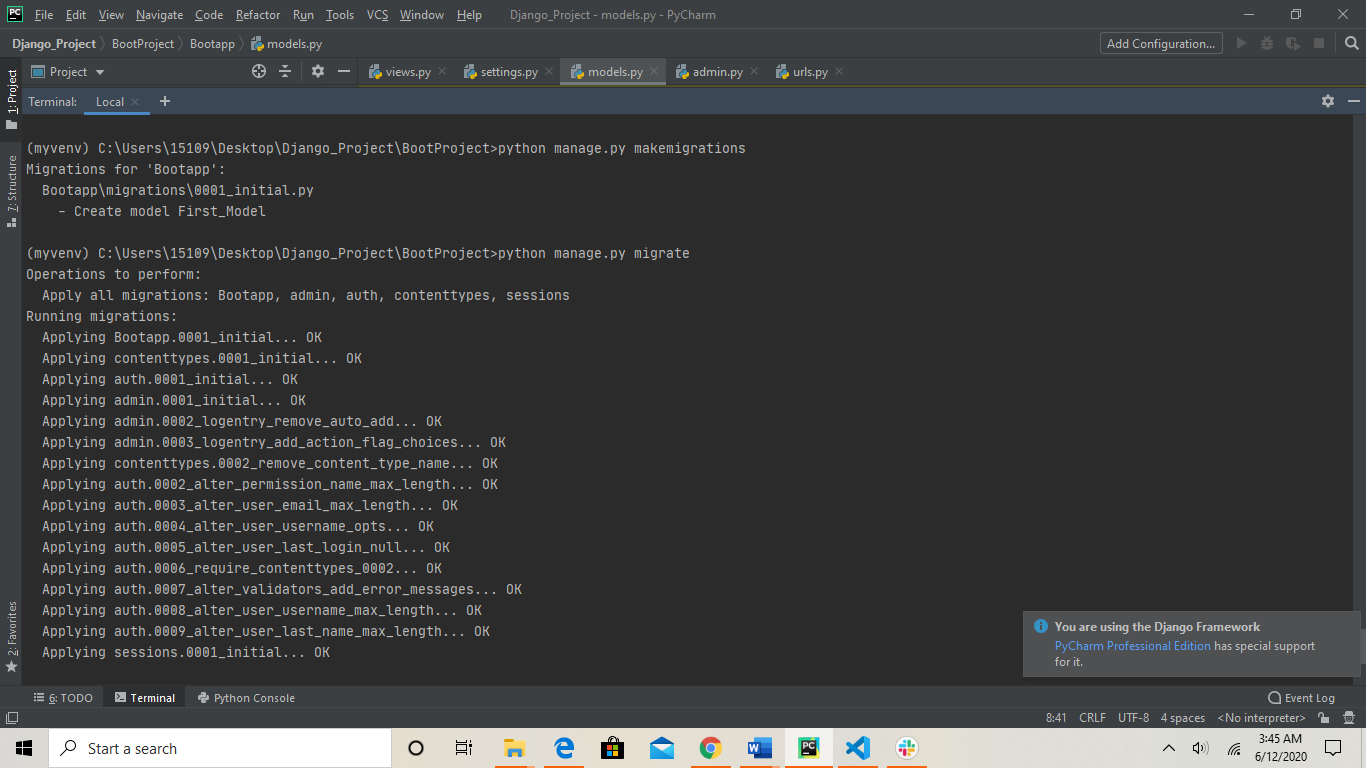 PC File Edit View Navigate Code Refactor Run Tools VCS Window Help Django_Project - models.py - PyCharm
Django_Project BootProject Bootapp models.py Add Configuration...
1: Project
Project views.py settings.py models.py admin.py urls.py
Terminal: Local
7: Structure
2: Favorites
(myvenv) C:\Users\15109\Desktop\Django_Project\BootProject>python manage.py makemigrations
Migrations for 'Bootapp':
Bootapp\migrations\0001_initial.py
- Create model First_Model
(myvenv) C:\Users\15109\Desktop\Django_Project\BootProject>python manage.py migrate
Operations to perform:
Apply all migrations: Bootapp, admin, auth, contenttypes, sessions
Running migrations:
Applying Bootapp.0001_initial... OK
Applying contenttypes.0001_initial... OK
Applying auth.0001_initial... OK
Applying admin.0001_initial... OK
Applying admin.0002_logentry_remove_auto_add... OK
Applying admin.0003_logentry_add_action_flag_choices... OK
Applying contenttypes.0002_remove_content_type_name... OK
Applying auth.0002_alter_permission_name_max_length... OK
Applying auth.0003_alter_user_email_max_length... OK
Applying auth.0004_alter_user_username_opts... OK
Applying auth.0005_alter_user_last_login_null... OK
Applying auth.0006_require_contenttypes_0002... OK
Applying auth.0007_alter_validators_add_error_messages... OK
Applying auth.0008_alter_user_username_max_length... OK
Applying auth.0009_alter_user_last_name_max_length... OK
Applying sessions.0001_initial... OK
You are using the Django Framework
PyCharm Professional Edition has special support
for it.
6: TODO Terminal Python Console Event Log
8:41 CRLF UTF-8 4 spaces <No interpreter>
Start a search
3:45 AM
6/12/2020